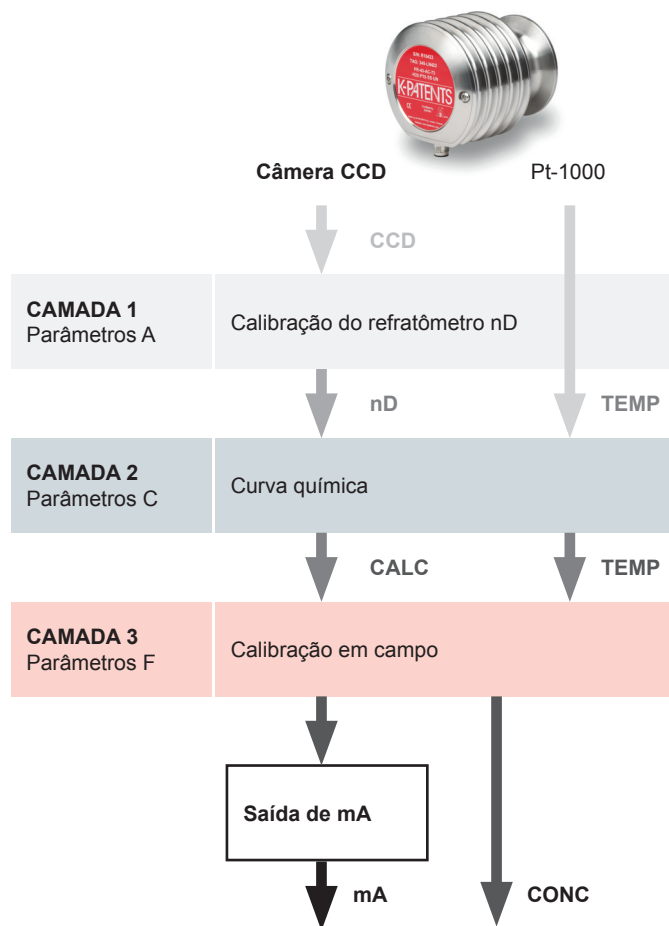 K-PATENTS
Câmera CCD
Pt-1000
CCD
CAMADA 1
Parâmetros A
Calibração do refratômetro nD
nD
TEMP
CAMADA 2
Parâmetros C
Curva química
CALC
TEMP
CAMADA 3
Parâmetros F
Calibração em campo
Saída de mA
mA
CONC